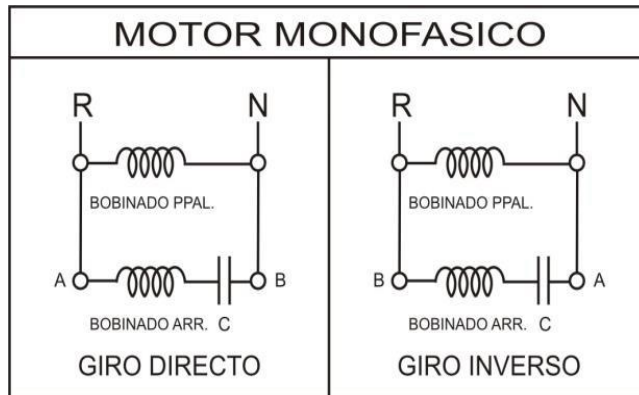 MOTOR MONOFASICO
R N
BOBINADO PPAL.
A B
BOBINADO ARR. C
GIRO DIRECTO
R N
BOBINADO PPAL.
B A
BOBINADO ARR. C
GIRO INVERSO